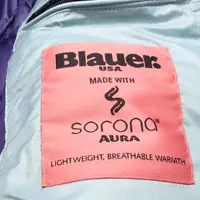 Blauer.
USA
MADE WITH
sorona®
AURA
LIGHTWEIGHT, BREATHABLE WARMTH